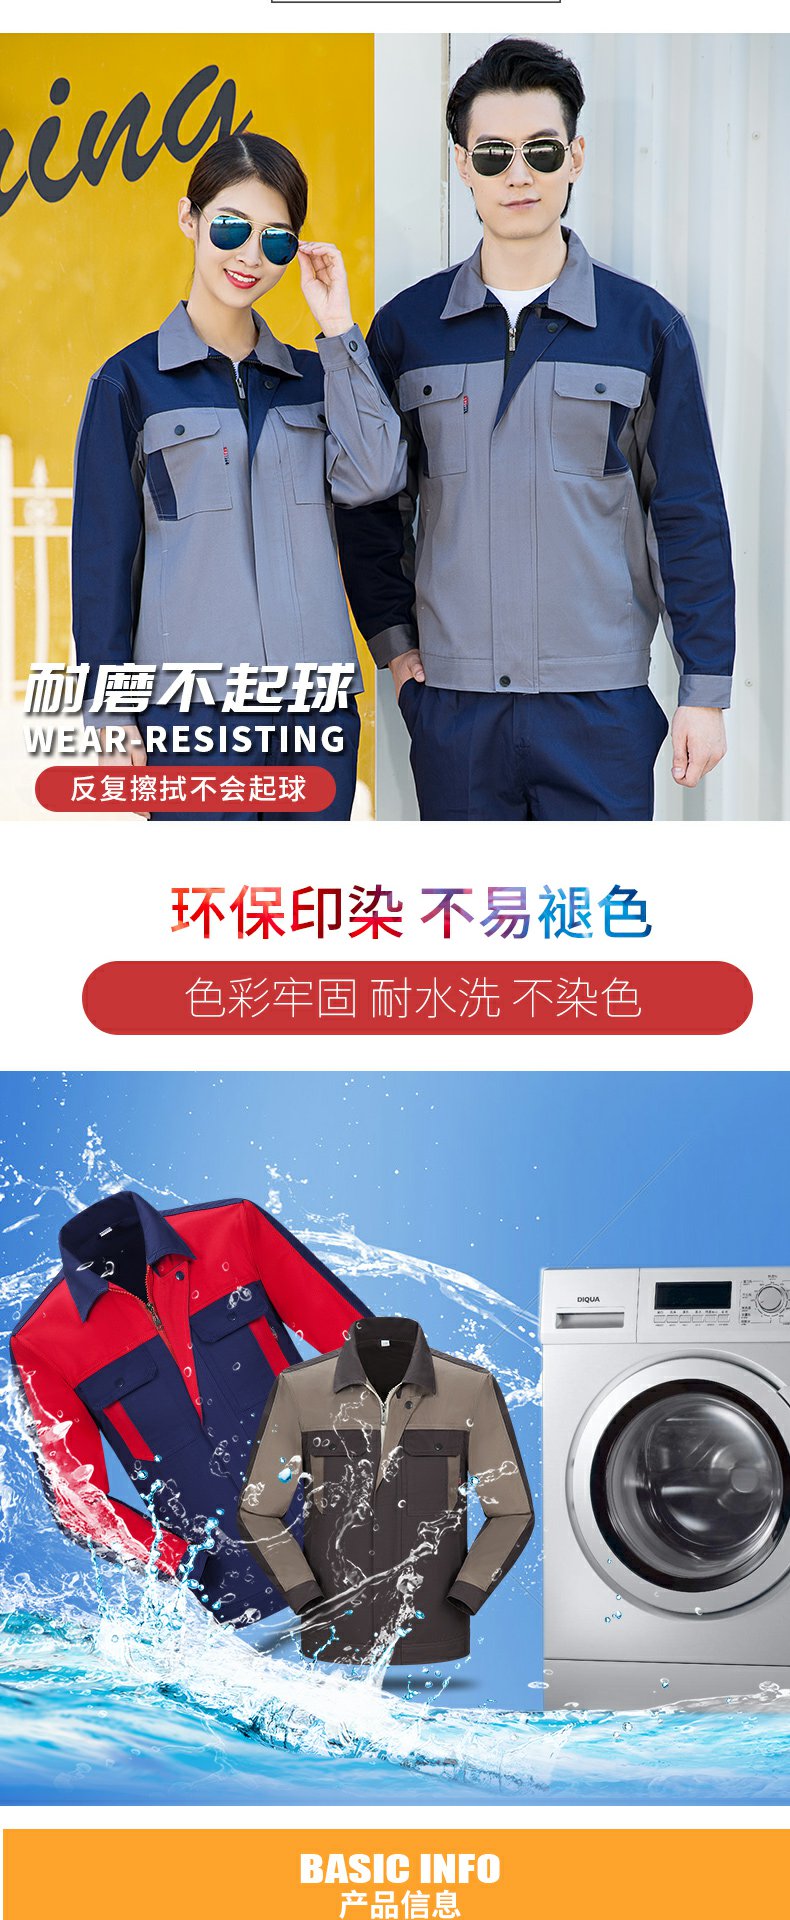 ning
耐磨不起球
WEAR-RESISTING
反复擦拭不会起球
环保印染 不易褪色
色彩牢固 耐水洗 不染色
DIQUA
BASIC INFO
产品信息